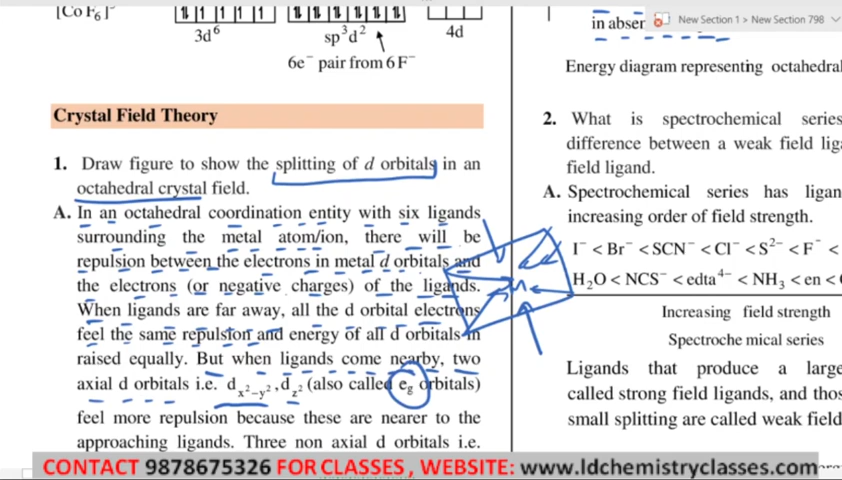 [Co F6]3-
3d6
sp3d2
4d
6e− pair from 6 F−
Crystal Field Theory
1. Draw figure to show the splitting of d orbitals in an
octahedral crystal field.
A. In an octahedral coordination entity with six ligands
surrounding the metal atom/ion, there will be
repulsion between the electrons in metal d orbitals and
the electrons (or negative charges) of the ligands.
When ligands are far away, all the d orbital electrons
feel the same repulsion and energy of all d orbitals in
raised equally. But when ligands come nearby, two
axial d orbitals i.e. dx2−y2, dz2 (also called eg orbitals)
feel more repulsion because these are nearer to the
approaching ligands. Three non axial d orbitals i.e.
in abser
New Section 1 > New Section 798
Energy diagram representing octahedral
2. What is spectrochemical series
difference between a weak field lig
field ligand.
A. Spectrochemical series has ligan
increasing order of field strength.
I− < Br− < SCN− < Cl− < S2− < F− <
H2O < NCS− < edta4− < NH3 < en <
Increasing field strength
Spectroche mical series
Ligands that produce a large
called strong field ligands, and thos
small splitting are called weak field
CONTACT 9878675326 FOR CLASSES , WEBSITE: www.ldchemistryclasses.com